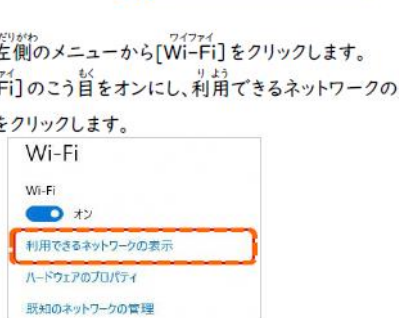 左側のメニューから[Wi-Fi]をクリックします。
Fi]のこう目をオンにし、利用できるネットワークの
をクリックします。
Wi-Fi
Wi-Fi
オン
利用できるネットワークの表示
ハードウェアのプロパティ
既知のネットワークの管理